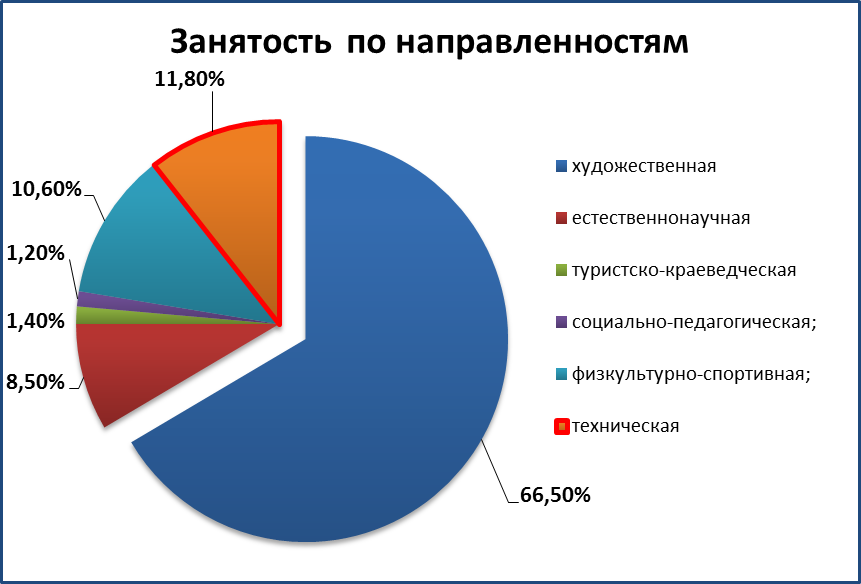 Занятость по направленностям
11,80%
10,60%
1,20%
1,40%
8,50%
66,50%
художественная
естественнонаучная
туристско-краеведческая
социально-педагогическая;
физкультурно-спортивная;
техническая